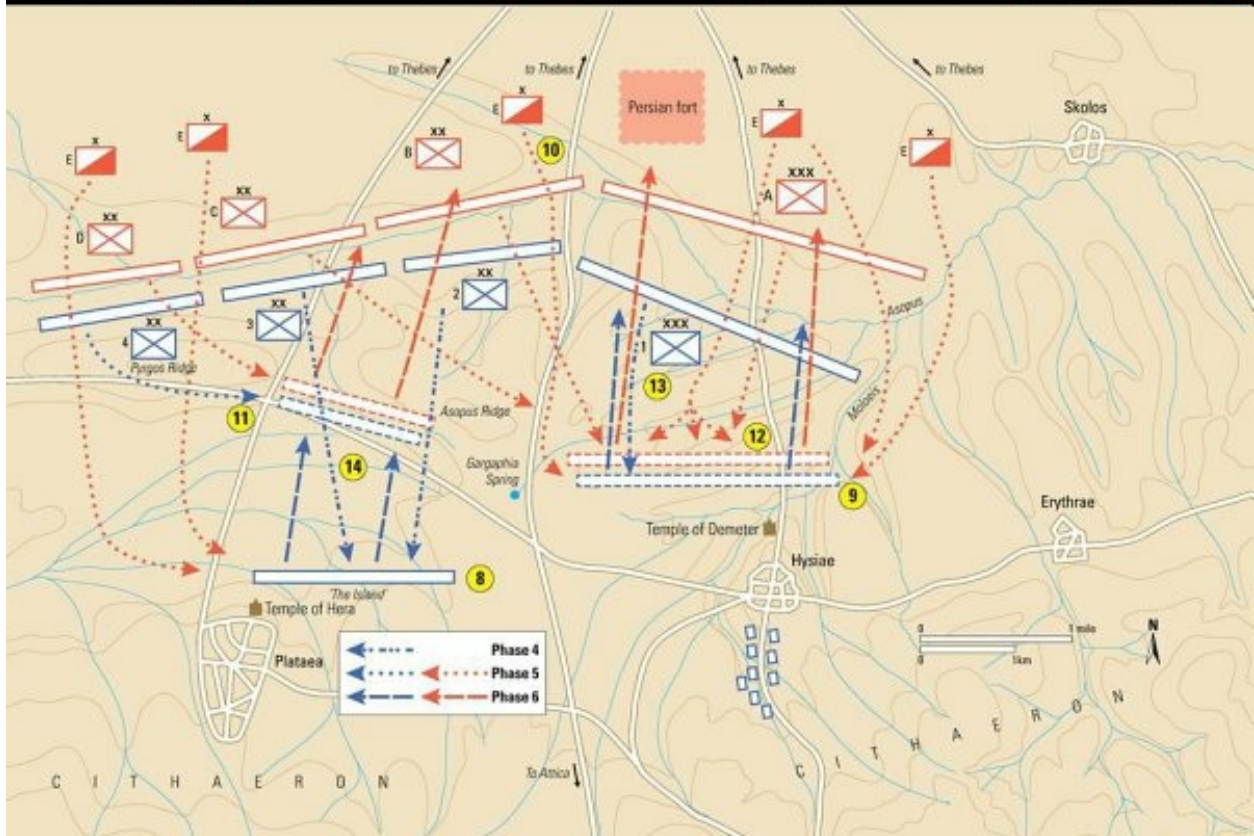 to Thebes
to Thebes
to Thebes
to Thebes
Persian fort
Skolos
x
E
x
E
x
E
x
E
x
E
xx
B
10
xxx
A
xx
C
xx
D
xx
2
xx
3
xx
4
xxx
1
Asopus
Pyrgos Ridge
13
Moloeis
11
Asopus Ridge
12
14
Gargaphia
Spring
9
Erythrae
Temple of Demeter
Hysiae
8
'The Island'
Temple of Hera
Plataea
Phase 4
Phase 5
Phase 6
0 1 mile
0 1km
N
To Attica
CITHAERON
CITHAERON